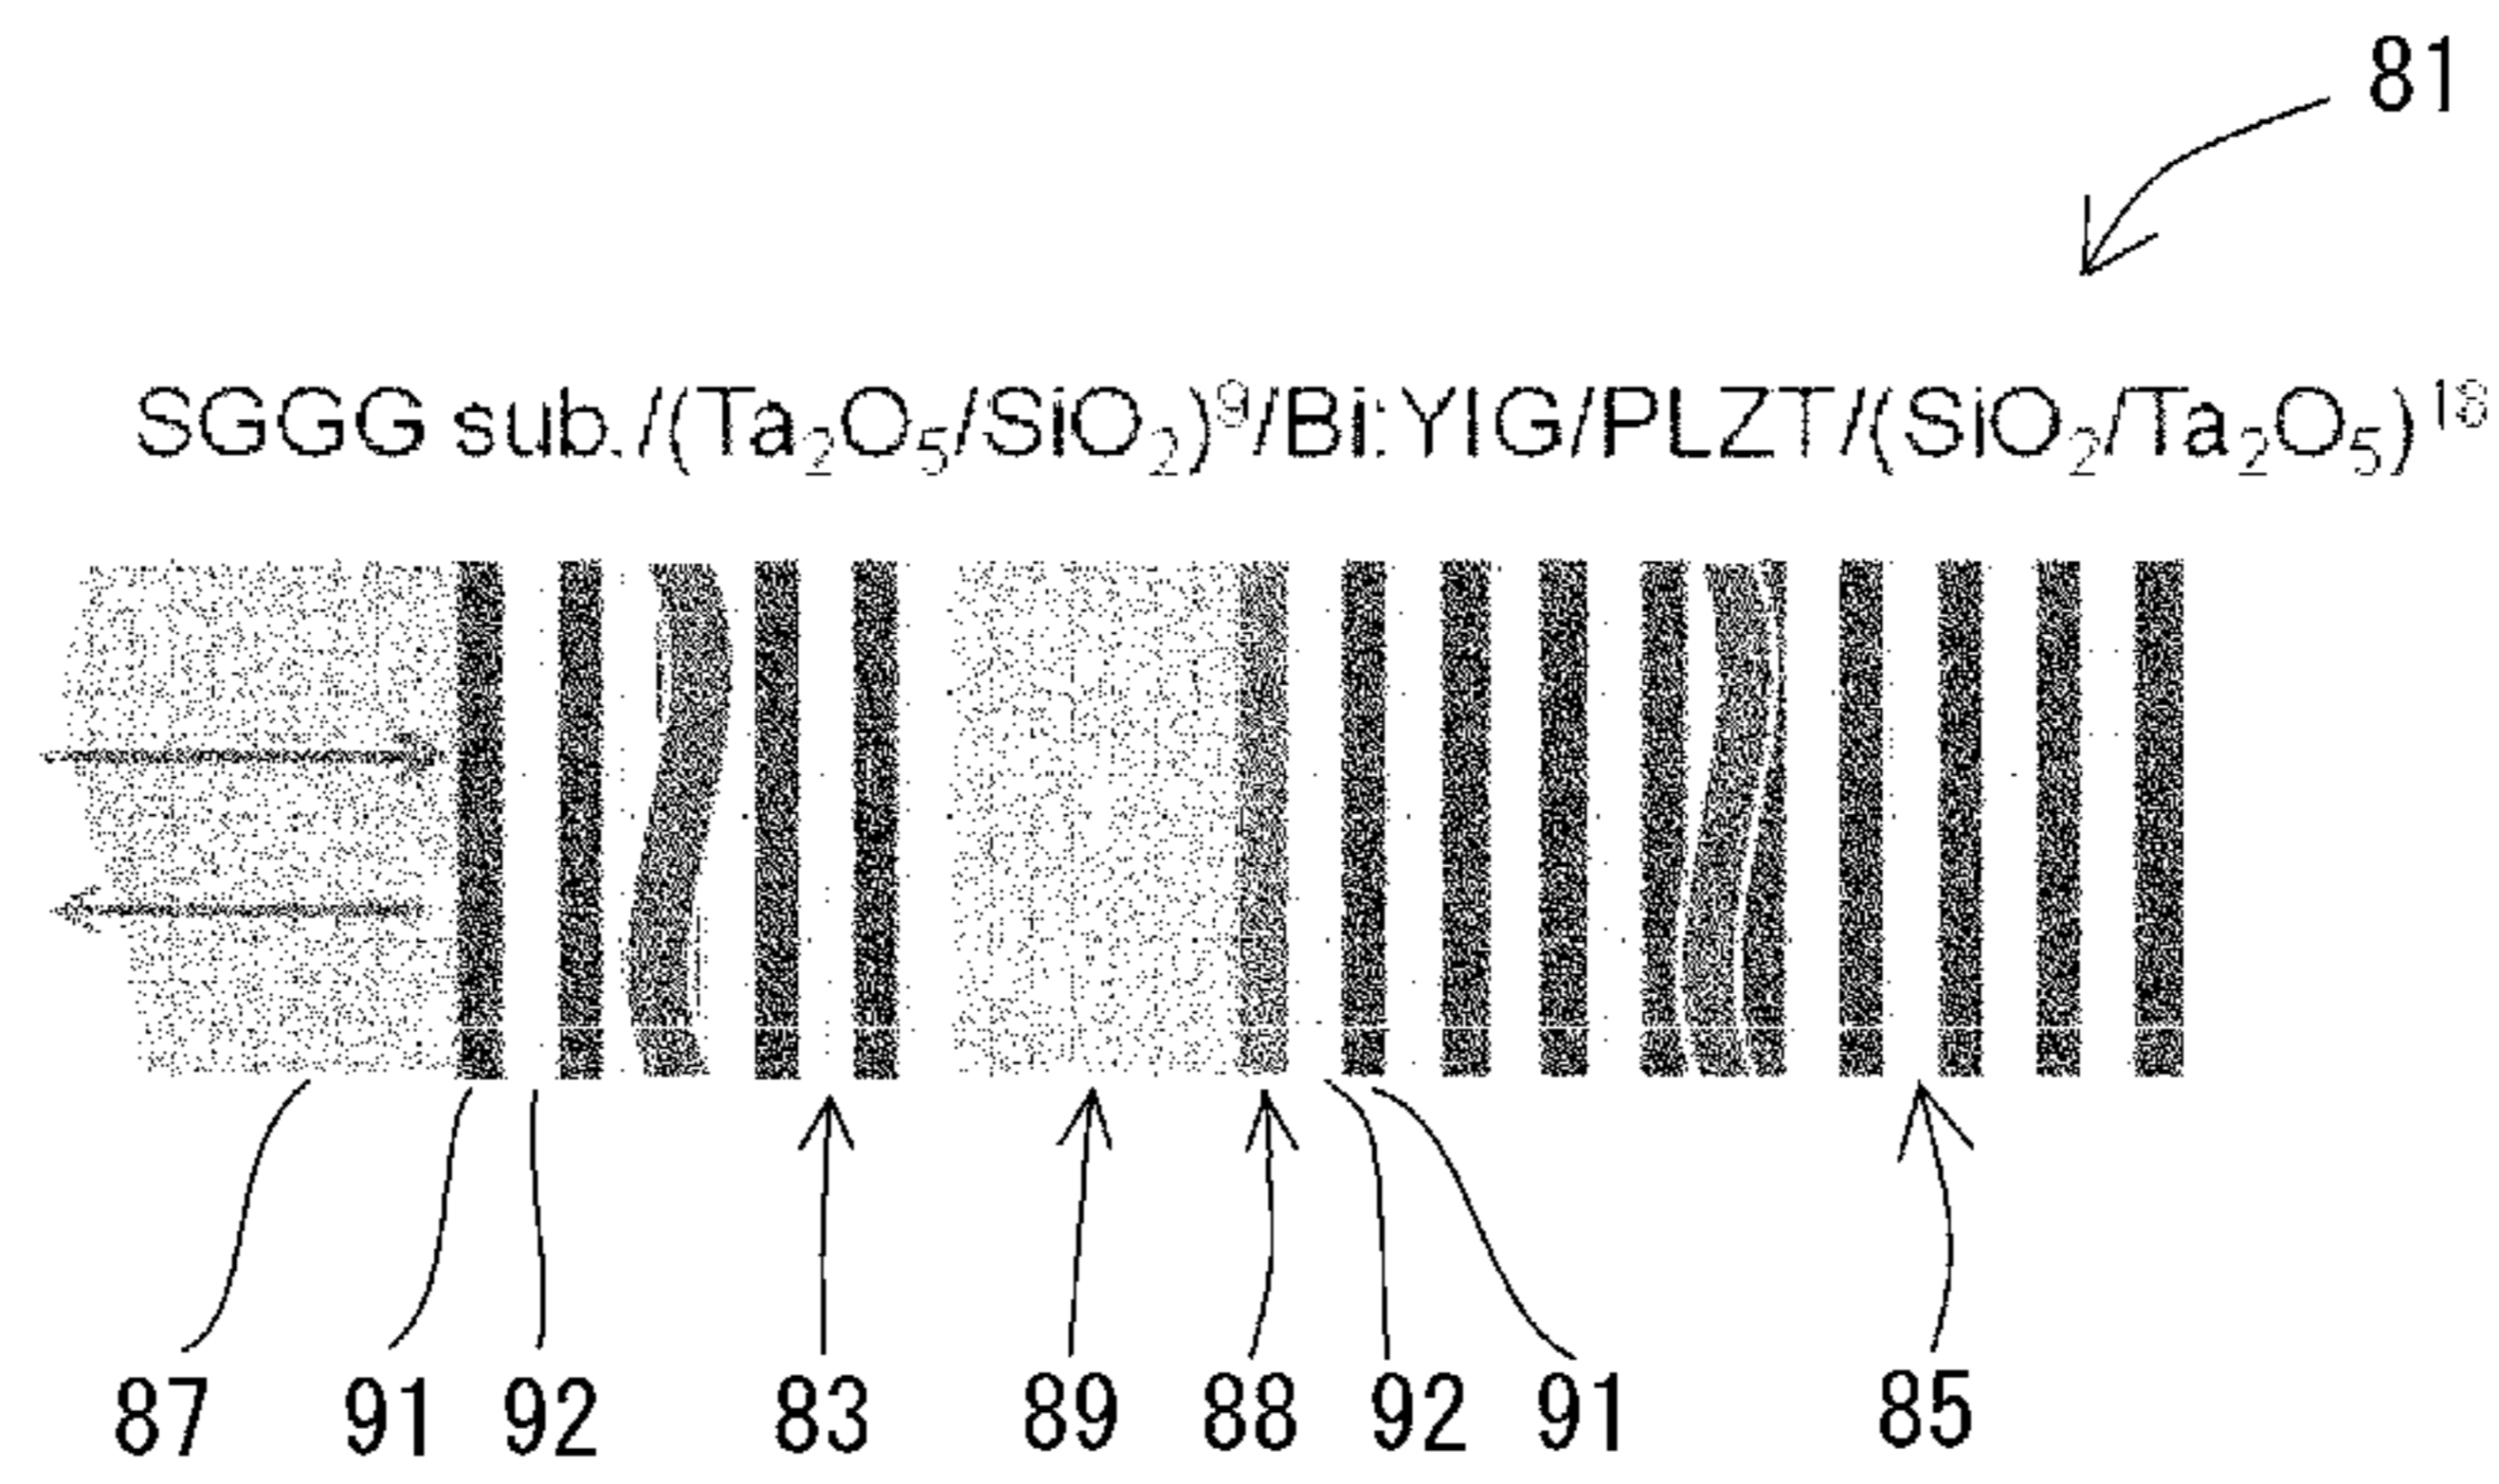 81
SGGG sub./(Ta₂O₅/SiO₂)⁹/Bi:YIG/PLZT/(SiO₂/Ta₂O₅)¹⁸
87 91 92 83 89 88 92 91 85